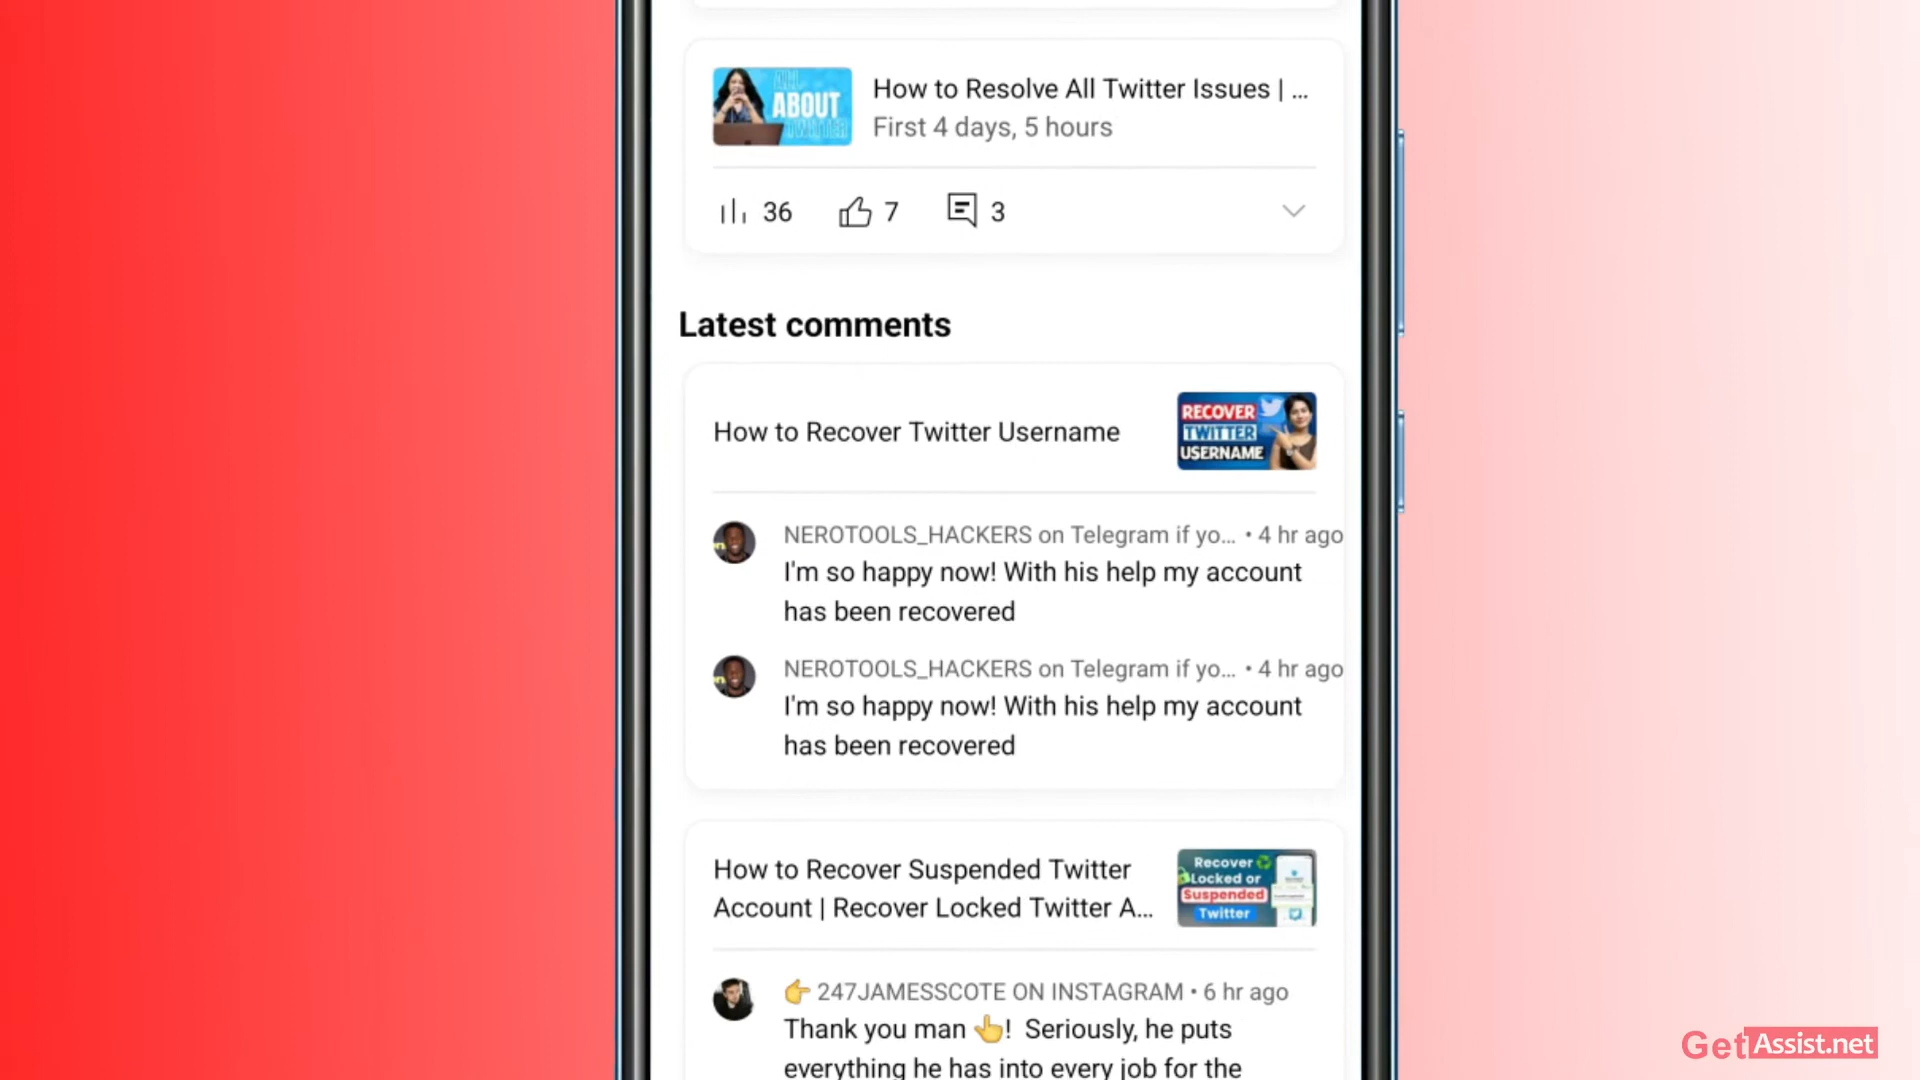 ALL
ABOUT
TWITTER
How to Resolve All Twitter Issues | ...
First 4 days, 5 hours
36
7
3
Latest comments
How to Recover Twitter Username
RECOVER
TWITTER
USERNAME
NEROTOOLS_HACKERS on Telegram if yo... • 4 hr ago
I'm so happy now! With his help my account
has been recovered
NEROTOOLS_HACKERS on Telegram if yo... • 4 hr ago
I'm so happy now! With his help my account
has been recovered
How to Recover Suspended Twitter
Account | Recover Locked Twitter A...
Recover
Locked or
Suspended
Twitter
👉 247JAMESSCOTE ON INSTAGRAM • 6 hr ago
Thank you man 👆! Seriously, he puts
everything he has into every job for the
GetAssist.net